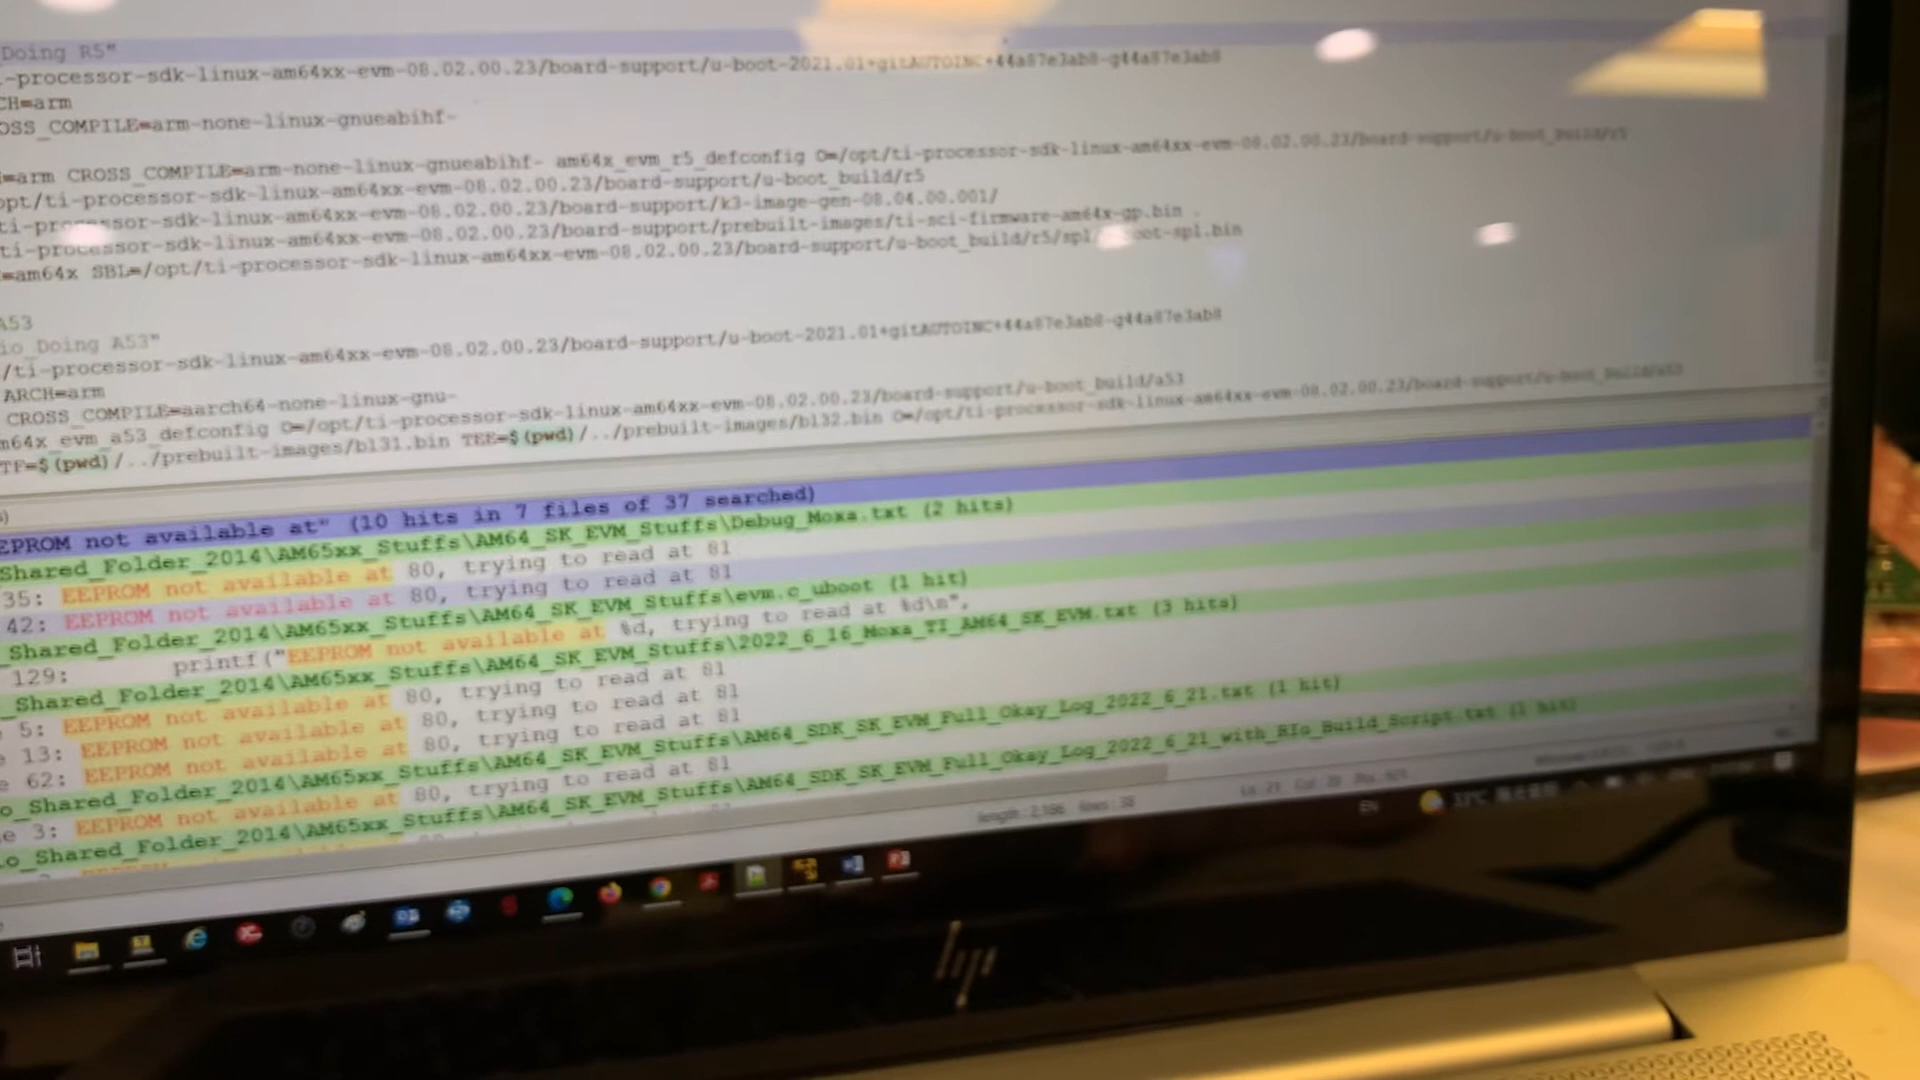 Doing R5"
-processor-sdk-linux-am64xx-evm-08.02.00.23/board-support/u-boot-2021.01+gitAUTOINC+44a87e3ab8-g44a87e3ab8
CH=arm
OSS_COMPILE=arm-none-linux-gnueabihf-
=arm CROSS_COMPILE=arm-none-linux-gnueabihf- am64x_evm_r5_defconfig O=/opt/ti-processor-sdk-linux-am64xx-evm-08.02.00.23/board-support/u-boot_build/r5
opt/ti-processor-sdk-linux-am64xx-evm-08.02.00.23/board-support/u-boot_build/r5
ti-processor-sdk-linux-am64xx-evm-08.02.00.23/board-support/k3-image-gen-08.04.00.001/
ti-processor-sdk-linux-am64xx-evm-08.02.00.23/board-support/prebuilt-images/ti-sci-firmware-am64x-gp.bin .
=am64x SBL=/opt/ti-processor-sdk-linux-am64xx-evm-08.02.00.23/board-support/u-boot_build/r5/spl/ oot-spl.bin
A53
io_Doing A53"
/ti-processor-sdk-linux-am64xx-evm-08.02.00.23/board-support/u-boot-2021.01+gitAUTOINC+44a87e3ab8-g44a87e3ab8
ARCH=arm
CROSS_COMPILE=aarch64-none-linux-gnu-
m64x_evm_a53_defconfig O=/opt/ti-processor-sdk-linux-am64xx-evm-08.02.00.23/board-support/u-boot_build/a53
TF=$(pwd)/../prebuilt-images/bl31.bin TEE=$(pwd)/../prebuilt-images/bl32.bin O=/opt/ti-processor-sdk-linux-am64xx-evm-08.02.00.23/board-support/u-boot_build/a53
EPROM not available at" (10 hits in 7 files of 37 searched)
Shared_Folder_2014\AM65xx_Stuffs\AM64_SK_EVM_Stuffs\Debug_Moxa.txt (2 hits)
35: EEPROM not available at 80, trying to read at 81
42: EEPROM not available at 80, trying to read at 81
_Shared_Folder_2014\AM65xx_Stuffs\AM64_SK_EVM_Stuffs\evm.c_uboot (1 hit)
129: printf("EEPROM not available at %d, trying to read at %d\n",
_Shared_Folder_2014\AM65xx_Stuffs\AM64_SK_EVM_Stuffs\2022_6_16_Moxa_TI_AM64_SK_EVM.txt (3 hits)
5: EEPROM not available at 80, trying to read at 81
e 13: EEPROM not available at 80, trying to read at 81
e 62: EEPROM not available at 80, trying to read at 81
o_Shared_Folder_2014\AM65xx_Stuffs\AM64_SK_EVM_Stuffs\AM64_SDK_SK_EVM_Full_Okay_Log_2022_6_21.txt (1 hit)
e 3: EEPROM not available at 80, trying to read at 81
o_Shared_Folder_2014\AM65xx_Stuffs\AM64_SK_EVM_Stuffs\AM64_SDK_SK_EVM_Full_Okay_Log_2022_6_21_with_RIo_Build_Script.txt (1 hit)
EN
hp